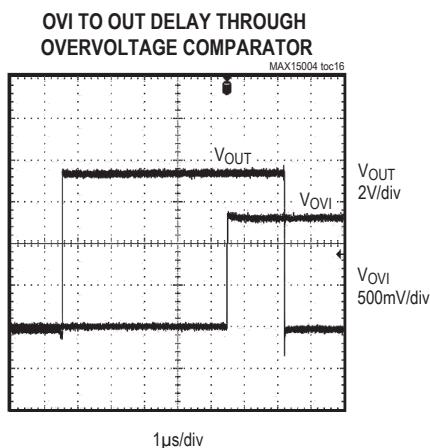 OVI TO OUT DELAY THROUGH
OVERVOLTAGE COMPARATOR
MAX15004 toc16
VOUT
VOVI
VOUT
2V/div
VOVI
500mV/div
1µs/div